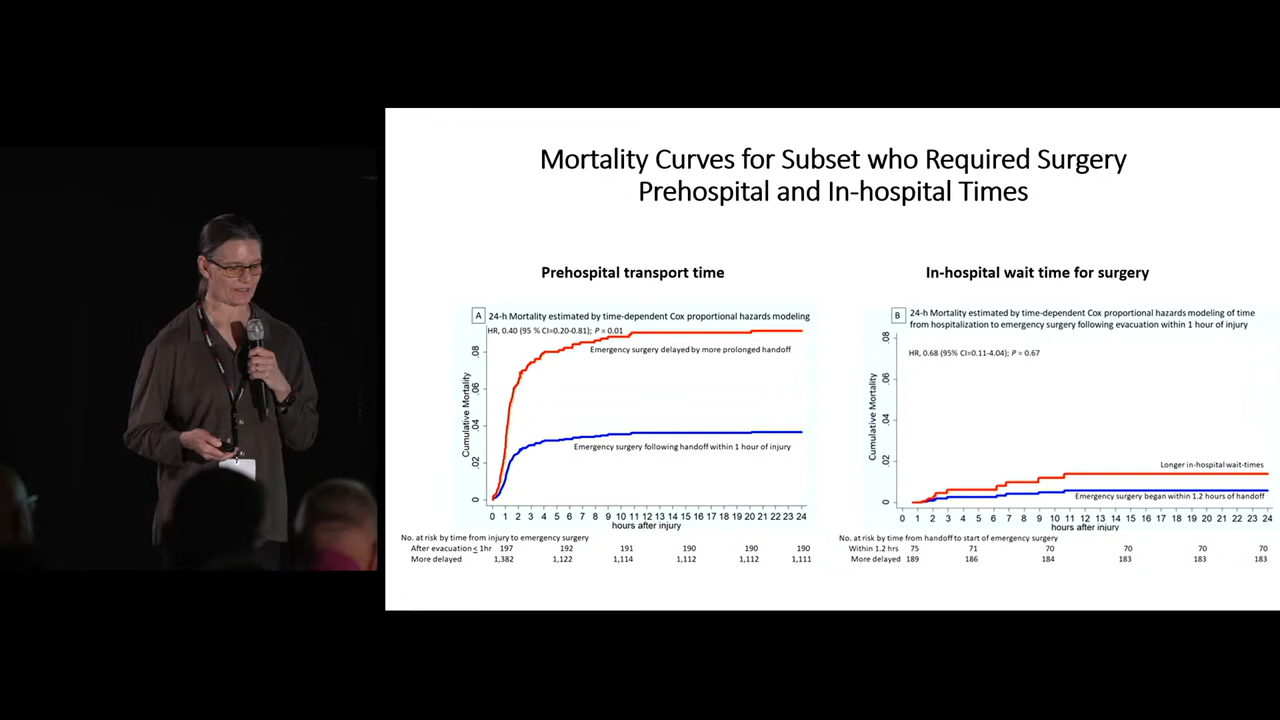 Mortality Curves for Subset who Required Surgery
Prehospital and In-hospital Times
Prehospital transport time
A 24-h Mortality estimated by time-dependent Cox proportional hazards modeling
HR, 0.40 (95 % CI=0.20-0.81); P = 0.01
Emergency surgery delayed by more prolonged handoff
Emergency surgery following handoff within 1 hour of injury
Cumulative Mortality
.08
.06
.04
.02
0
0 1 2 3 4 5 6 7 8 9 10 11 12 13 14 15 16 17 18 19 20 21 22 23 24
hours after injury
No. at risk by time from injury to emergency surgery
After evacuation ≤ 1hr 197 192 191 190 190 190
More delayed 1,382 1,122 1,114 1,112 1,112 1,111
In-hospital wait time for surgery
B 24-h Mortality estimated by time-dependent Cox proportional hazards modeling of time
from hospitalization to emergency surgery following evacuation within 1 hour of injury
HR, 0.68 (95% CI=0.11-4.04); P = 0.67
Longer in-hospital wait-times
Emergency surgery began within 1.2 hours of handoff
Cumulative Mortality
.08
.06
.04
.02
0
0 1 2 3 4 5 6 7 8 9 10 11 12 13 14 15 16 17 18 19 20 21 22 23 24
hours after injury
No. at risk by time from handoff to start of emergency surgery
Within 1.2 hrs 75 71 70 70 70 70
More delayed 189 186 184 183 183 183